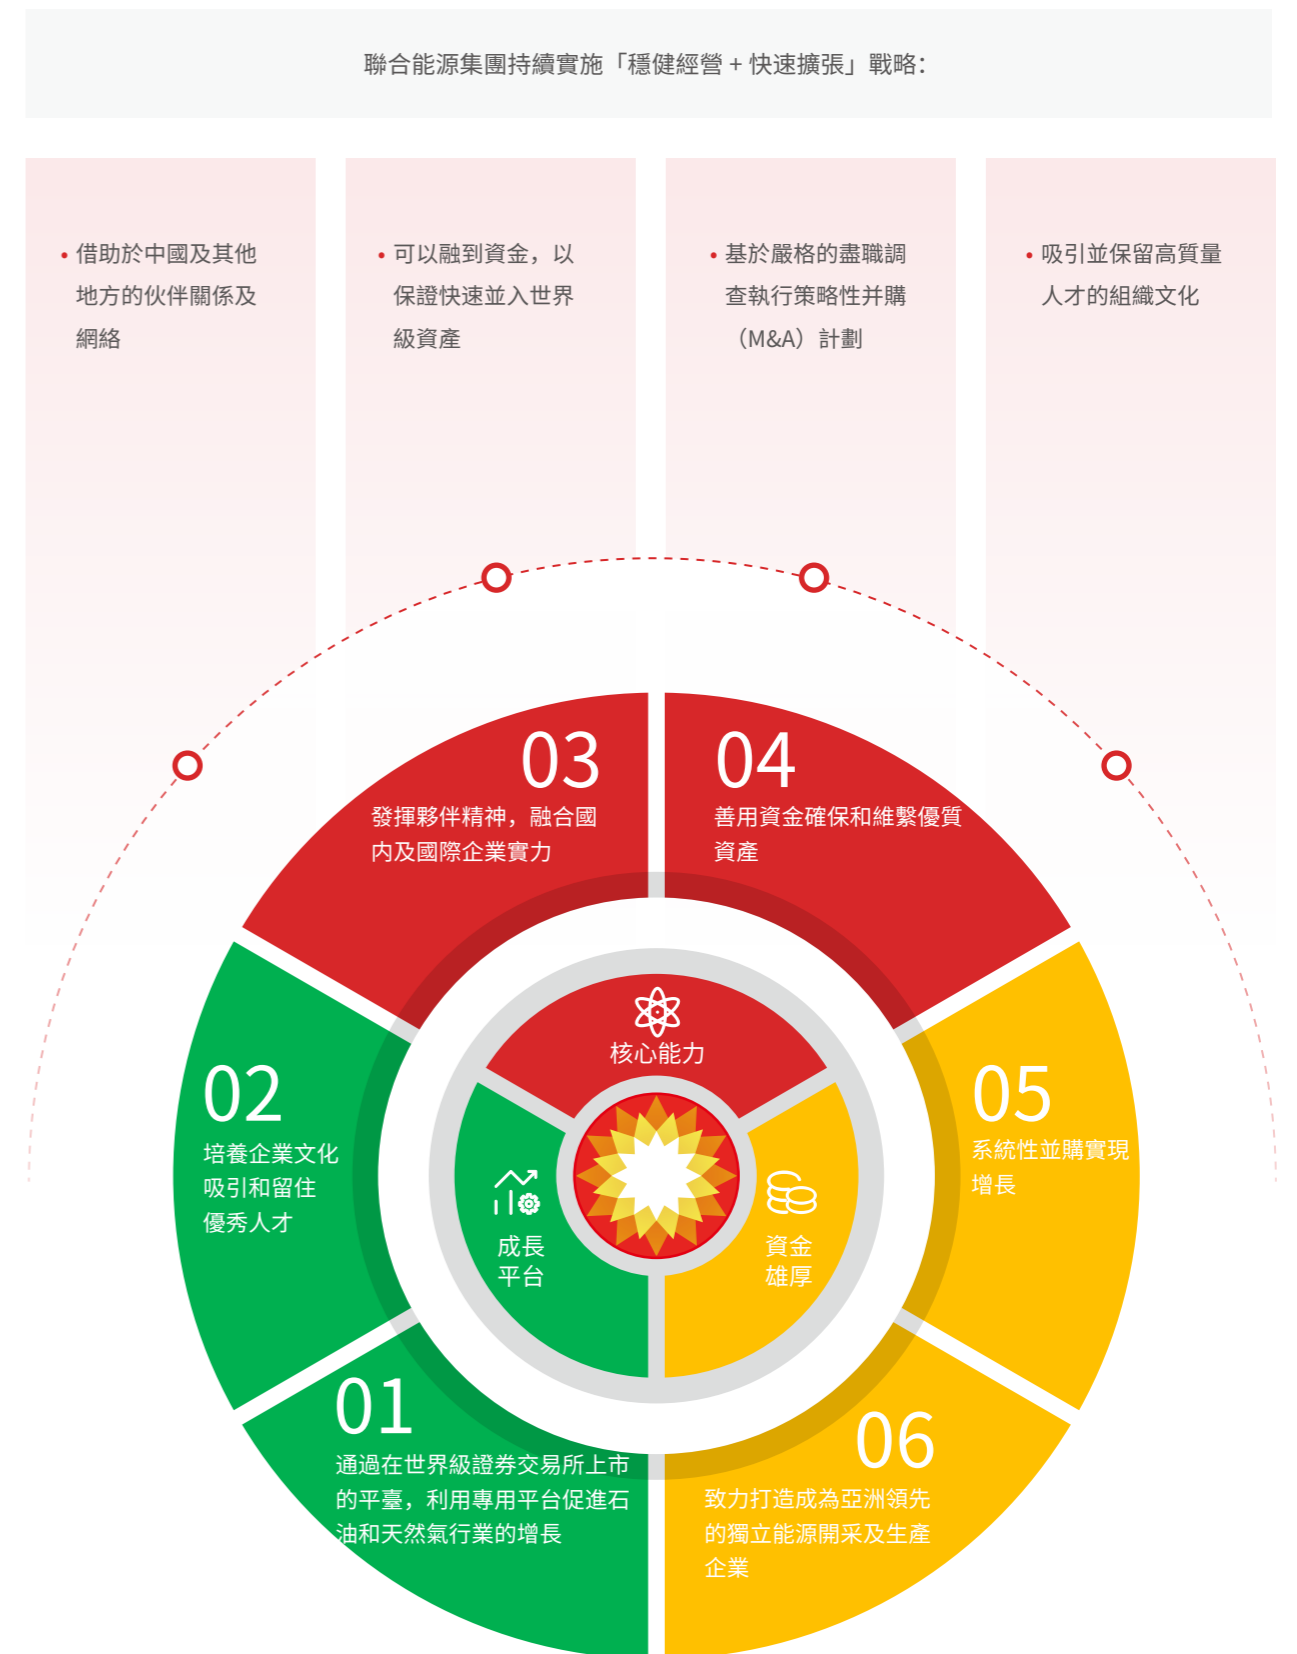 聯合能源集團持續實施「穩健經營 + 快速擴張」戰略：
• 借助於中國及其他
地方的伙伴關係及
網絡
• 可以融到資金，以
保證快速並入世界
級資產
• 基於嚴格的盡職調
查執行策略性并購
（M&A）計劃
• 吸引並保留高質量
人才的組織文化
03
發揮夥伴精神，融合國
内及國際企業實力
04
善用資金確保和維繫優質
資產
02
培養企業文化
吸引和留住
優秀人才
核心能力
成長
平台
資金
雄厚
05
系統性並購實現
增長
01
通過在世界級證券交易所上市
的平臺，利用專用平台促進石
油和天然氣行業的增長
06
致力打造成為亞洲領先
的獨立能源開采及生產
企業